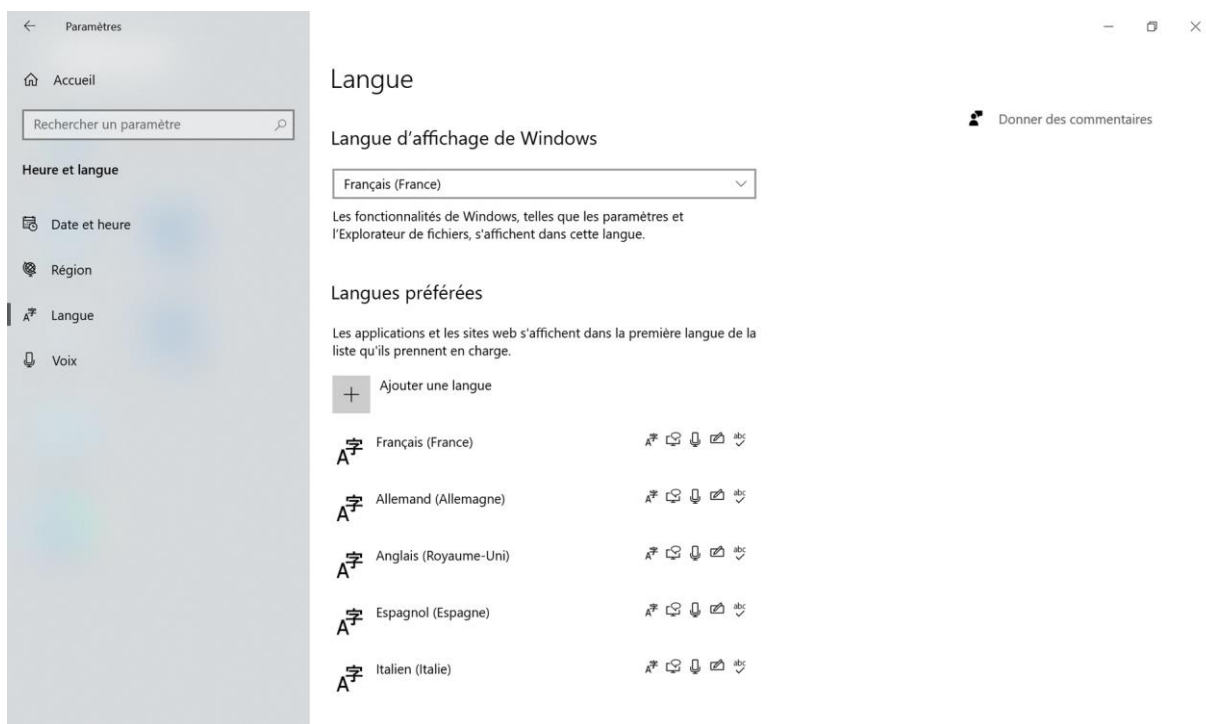 Paramètres
Accueil
Rechercher un paramètre
Heure et langue
Date et heure
Région
Langue
Voix
Langue
Langue d’affichage de Windows
Français (France)
Les fonctionnalités de Windows, telles que les paramètres et
l’Explorateur de fichiers, s'affichent dans cette langue.
Langues préférées
Les applications et les sites web s'affichent dans la première langue de la
liste qu'ils prennent en charge.
Ajouter une langue
Français (France)
Allemand (Allemagne)
Anglais (Royaume-Uni)
Espagnol (Espagne)
Italien (Italie)
Donner des commentaires